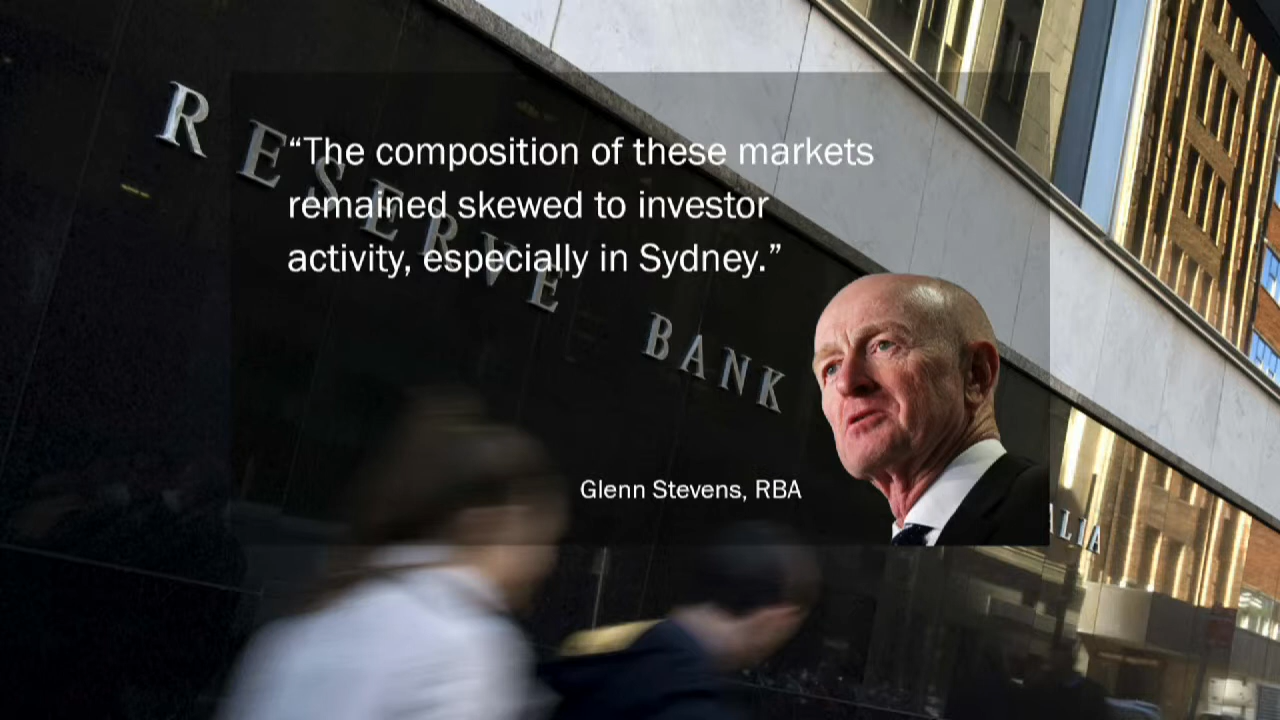 RESERVE BANK
“The composition of these markets
remained skewed to investor
activity, especially in Sydney.”
Glenn Stevens, RBA
ALIA